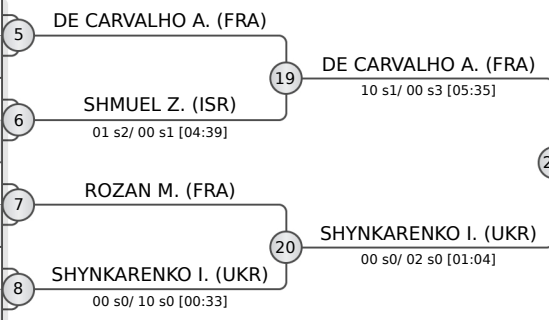 DE CARVALHO A. (FRA)
5
19
DE CARVALHO A. (FRA)
10 s1/ 00 s3 [05:35]
SHMUEL Z. (ISR)
6
01 s2/ 00 s1 [04:39]
ROZAN M. (FRA)
7
20
SHYNKARENKO I. (UKR)
00 s0/ 02 s0 [01:04]
SHYNKARENKO I. (UKR)
8
00 s0/ 10 s0 [00:33]